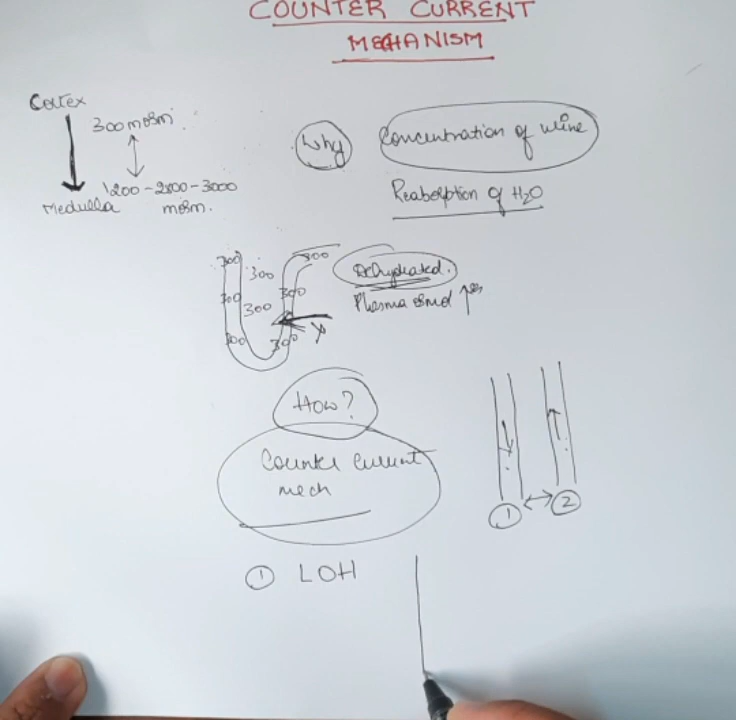 COUNTER CURRENT
MECHANISM
Cortex
300 mosm
1200 - 2800 - 3000
Medulla mosm.
Why
Concentration of urine
Reabsorption of H2O
300 300 300
300 300 300
300 300
Dehydrated.
Plasma osmol
How?
Counter Current
mech
1 ↔ 2
① LOH